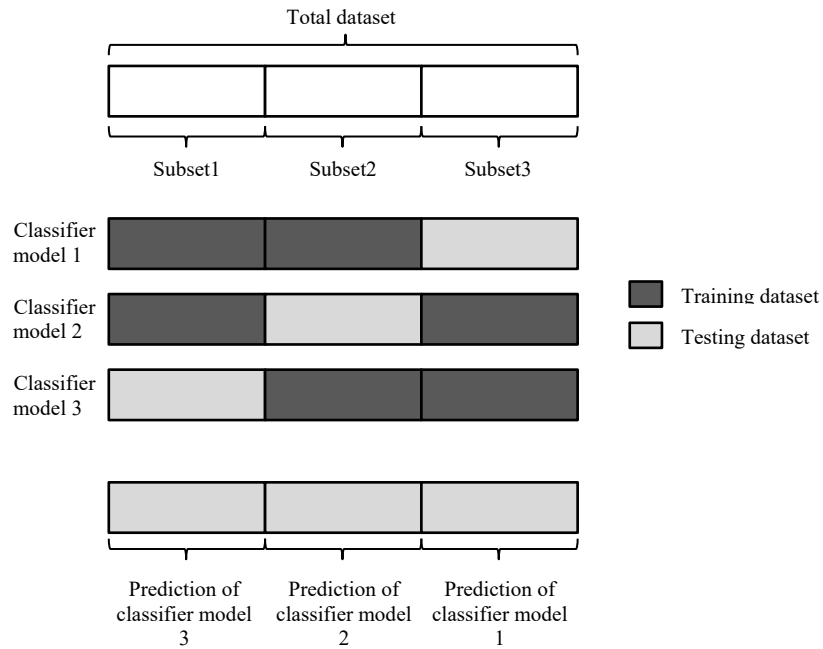 Total dataset
Subset1 Subset2 Subset3
Classifier
model 1
Classifier
model 2
Classifier
model 3
Training dataset
Testing dataset
Prediction of
classifier model
3
Prediction of
classifier model
2
Prediction of
classifier model
1